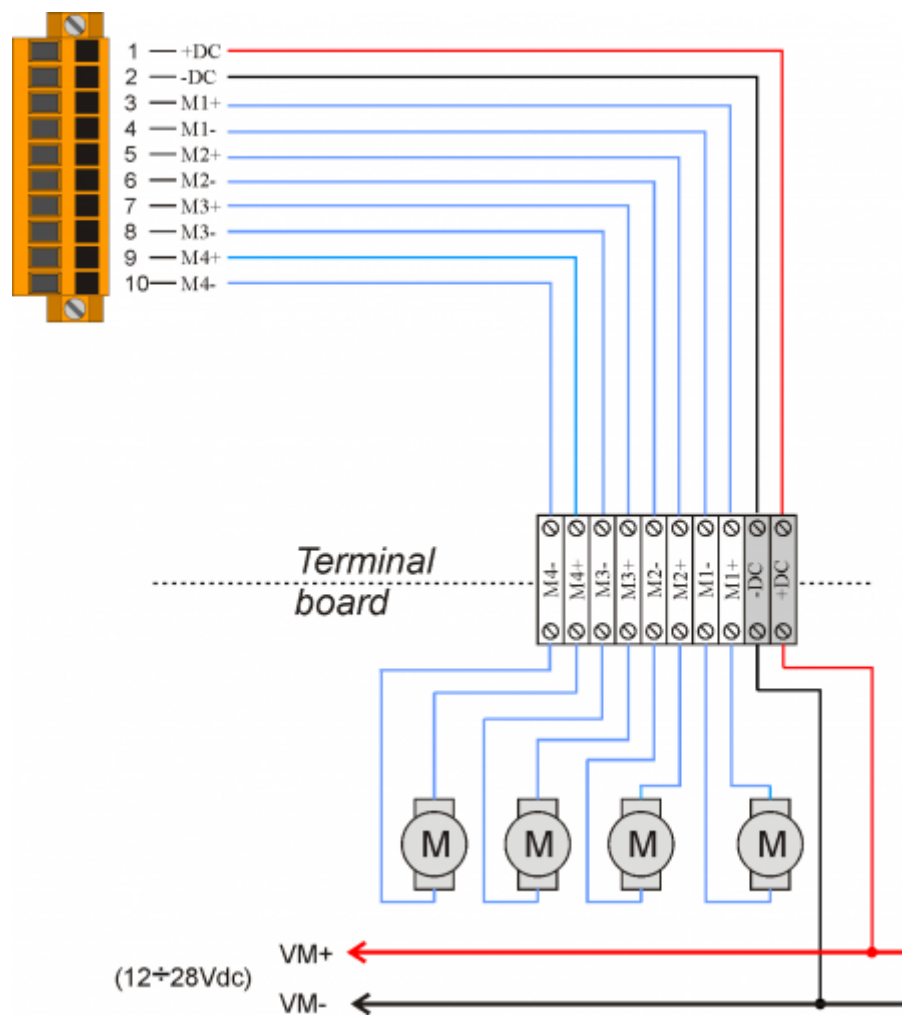 1 +DC
2 -DC
3 M1+
4 M1-
5 M2+
6 M2-
7 M3+
8 M3-
9 M4+
10 M4-
Terminal
board
M4- M4+ M3- M3+ M2- M2+ M1- M1+ -DC +DC
M M M M
VM+
(12÷28Vdc)
VM-